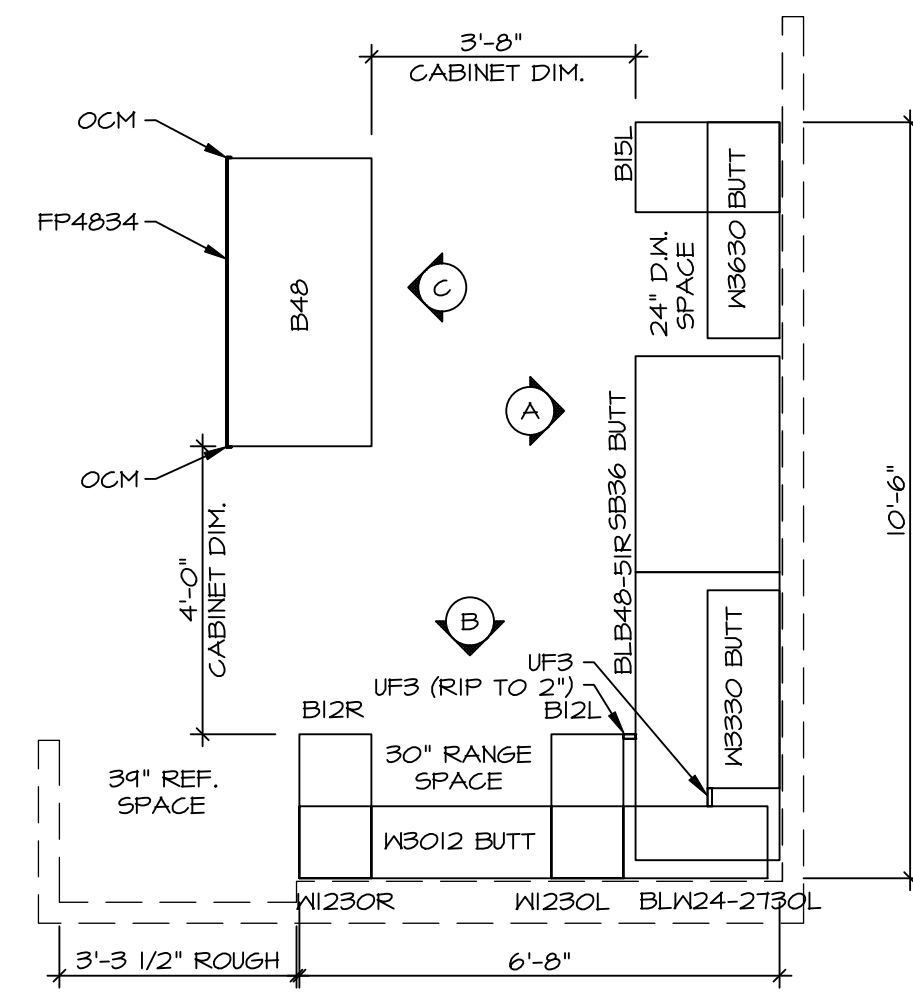 3'-8"
CABINET DIM.
OCM
FP4834
B48
B15L
W3630 BUTT
24" D.W.
SPACE
C
A
SB36 BUTT
10'-6"
OCM
4'-0"
CABINET DIM.
BLB48-51R
B
UF3
UF3 (RIP TO 2")
B12R
B12L
W3330 BUTT
39" REF.
SPACE
30" RANGE
SPACE
W3012 BUTT
W1230R
W1230L
BLW24-2730L
3'-3 1/2" ROUGH
6'-8"